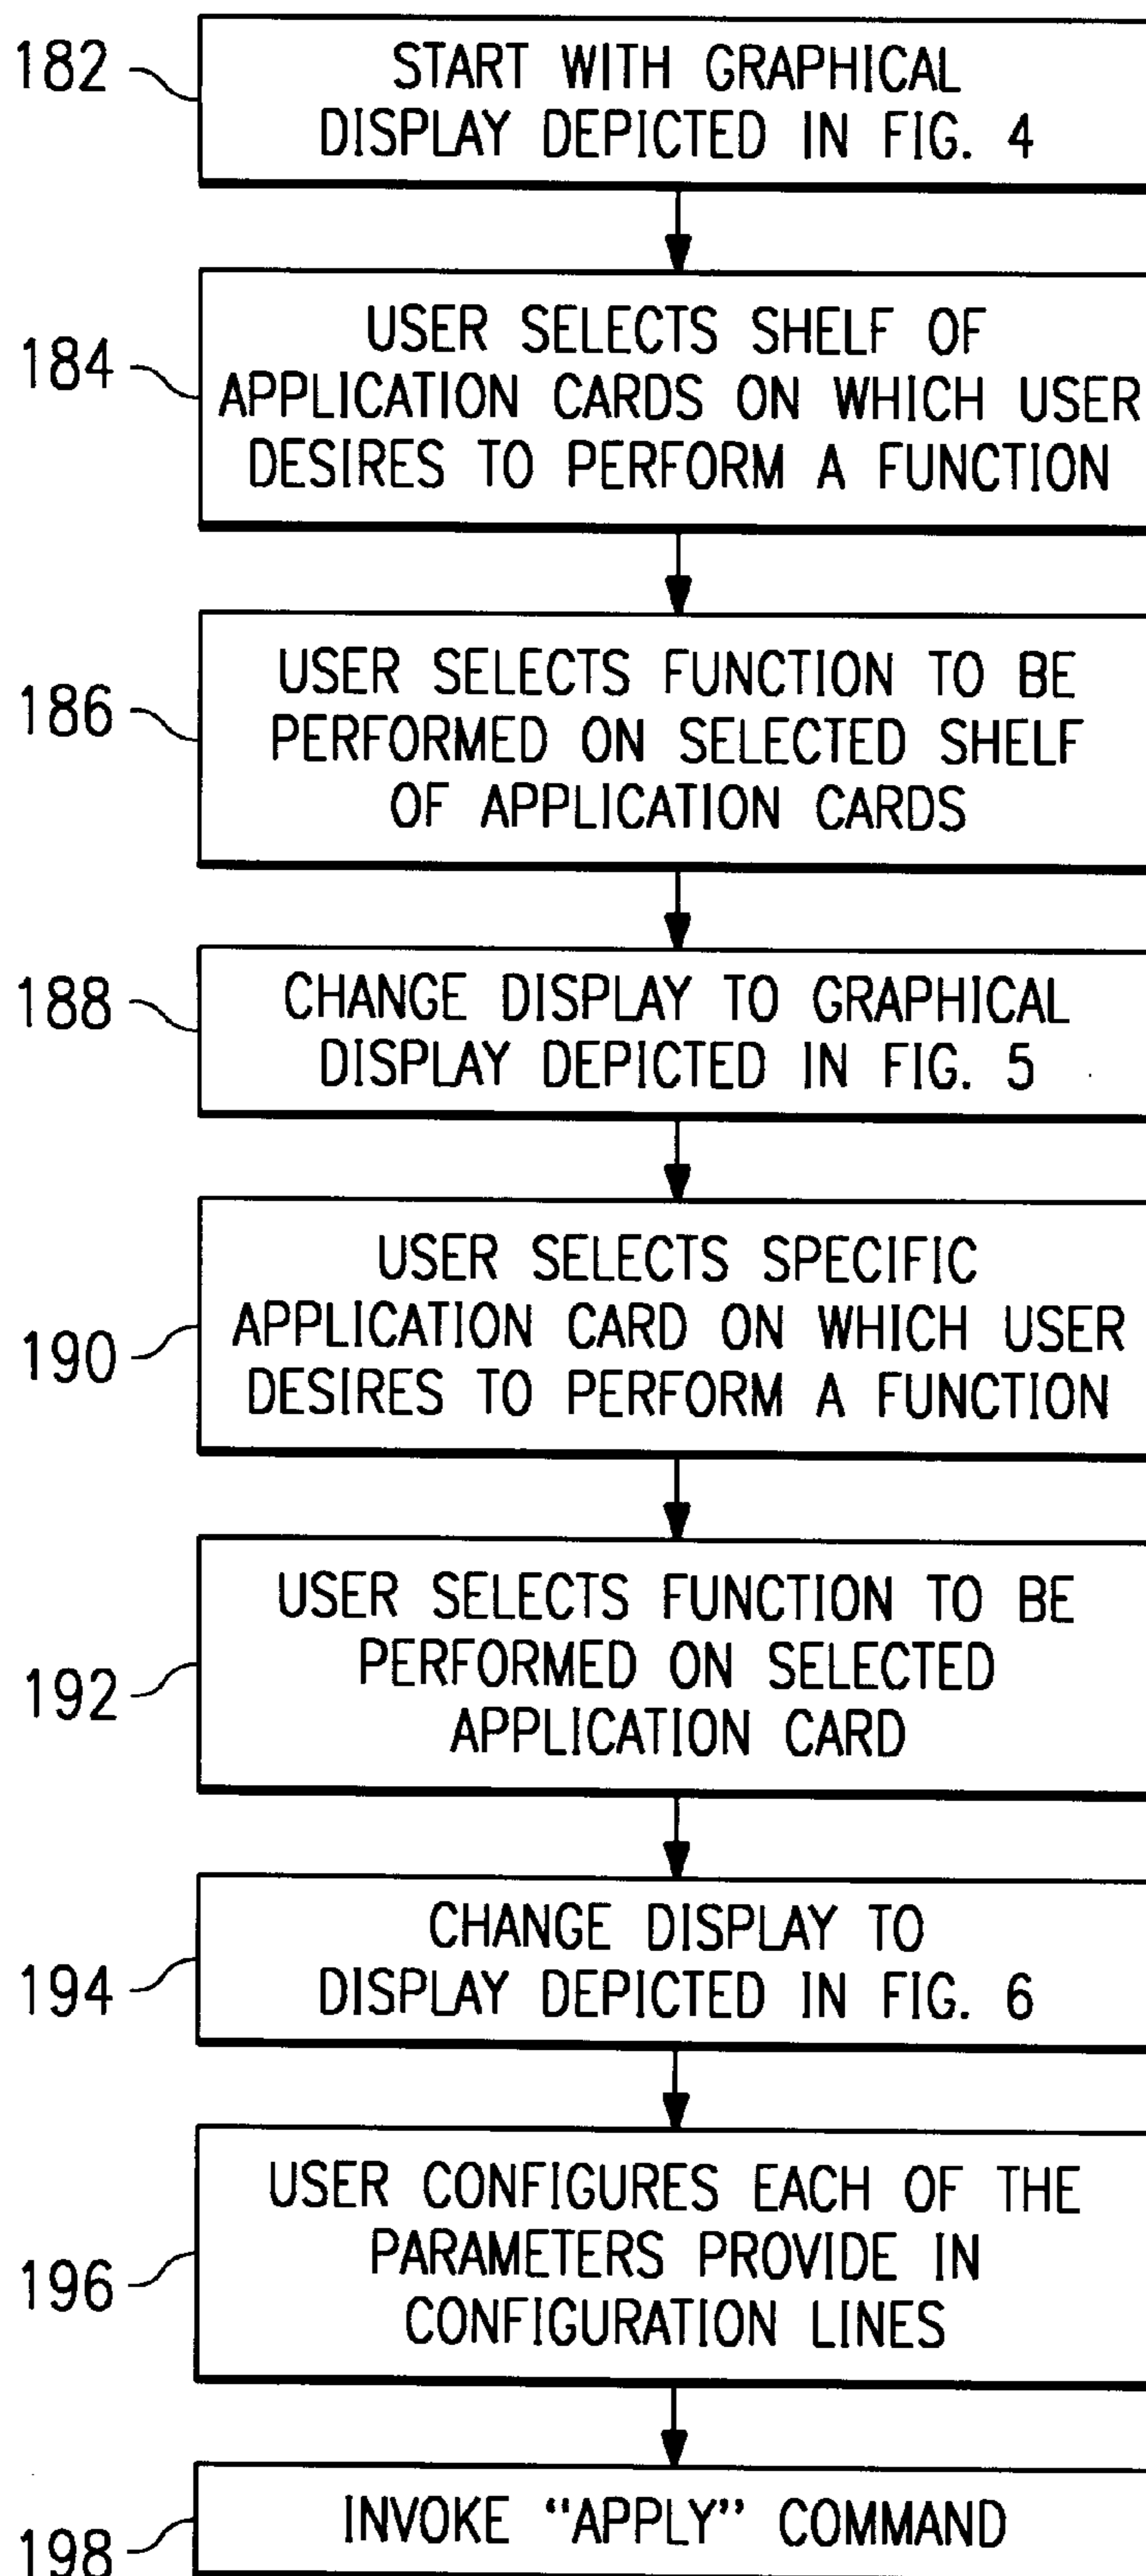 182
START WITH GRAPHICAL
DISPLAY DEPICTED IN FIG. 4
184
USER SELECTS SHELF OF
APPLICATION CARDS ON WHICH USER
DESIRES TO PERFORM A FUNCTION
186
USER SELECTS FUNCTION TO BE
PERFORMED ON SELECTED SHELF
OF APPLICATION CARDS
188
CHANGE DISPLAY TO GRAPHICAL
DISPLAY DEPICTED IN FIG. 5
190
USER SELECTS SPECIFIC
APPLICATION CARD ON WHICH USER
DESIRES TO PERFORM A FUNCTION
192
USER SELECTS FUNCTION TO BE
PERFORMED ON SELECTED
APPLICATION CARD
194
CHANGE DISPLAY TO
DISPLAY DEPICTED IN FIG. 6
196
USER CONFIGURES EACH OF THE
PARAMETERS PROVIDE IN
CONFIGURATION LINES
198
INVOKE “APPLY” COMMAND